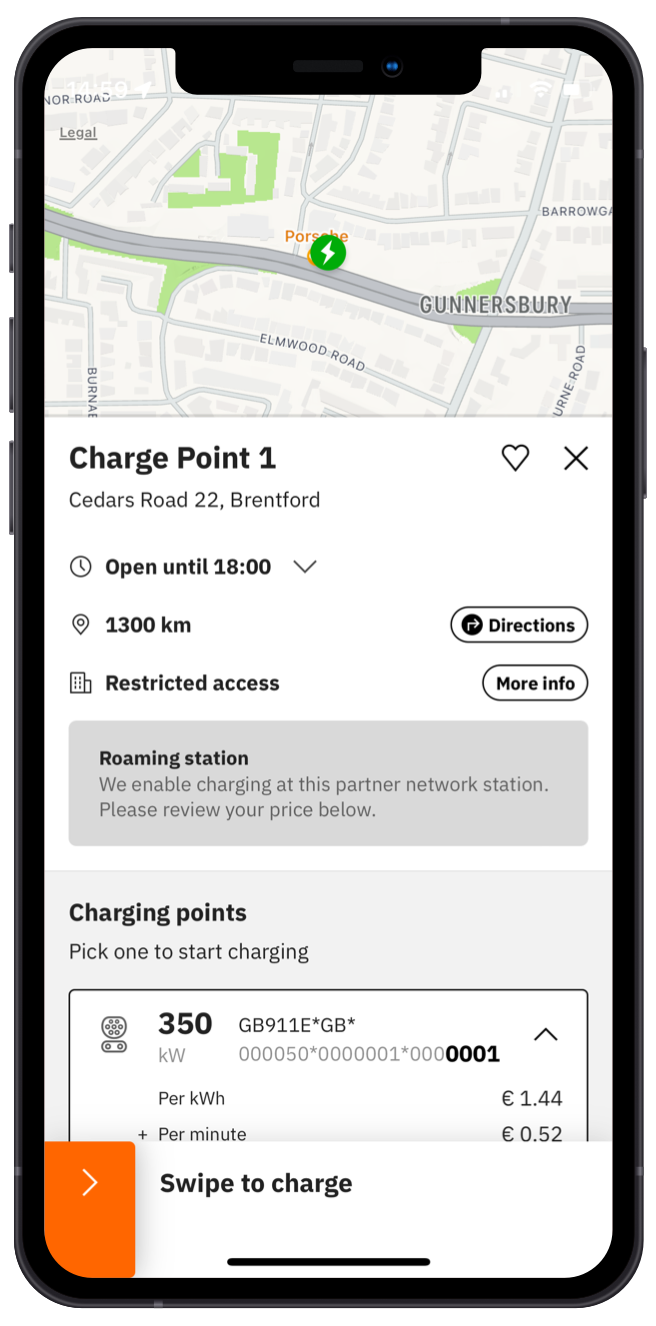 14:59
NOR ROAD
Legal
BARROWGA
Porsche
GUNNERSBURY
ELMWOOD ROAD
BURNAB
URNE ROAD
Charge Point 1
Cedars Road 22, Brentford
Open until 18:00
1300 km
Directions
Restricted access
More info
Roaming station
We enable charging at this partner network station.
Please review your price below.
Charging points
Pick one to start charging
350
GB911E*GB*
kW
000050*0000001*0000001
Per kWh
€ 1.44
+ Per minute
€ 0.52
Swipe to charge